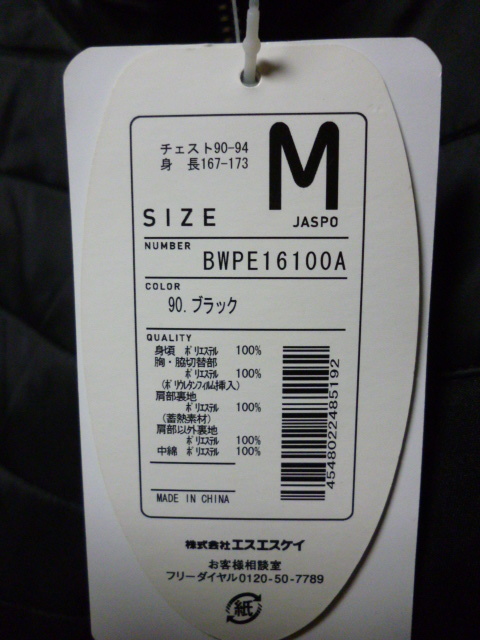 チェスト90-94
身　長167-173
M
SIZE
JASPO
NUMBER
BWPE16100A
COLOR
90. ブラック
QUALITY
身頃 ポリエステル 100%
胸・脇切替部
ポリエステル 100%
(ポリウレタンフィルム挿入)
肩部裏地
ポリエステル 100%
(蓄熱素材)
肩部以外裏地
ポリエステル 100%
中綿 ポリエステル 100%
4548022485192
MADE IN CHINA
株式会社エスエスケイ
お客様相談室
フリーダイヤル0120-50-7789
紙